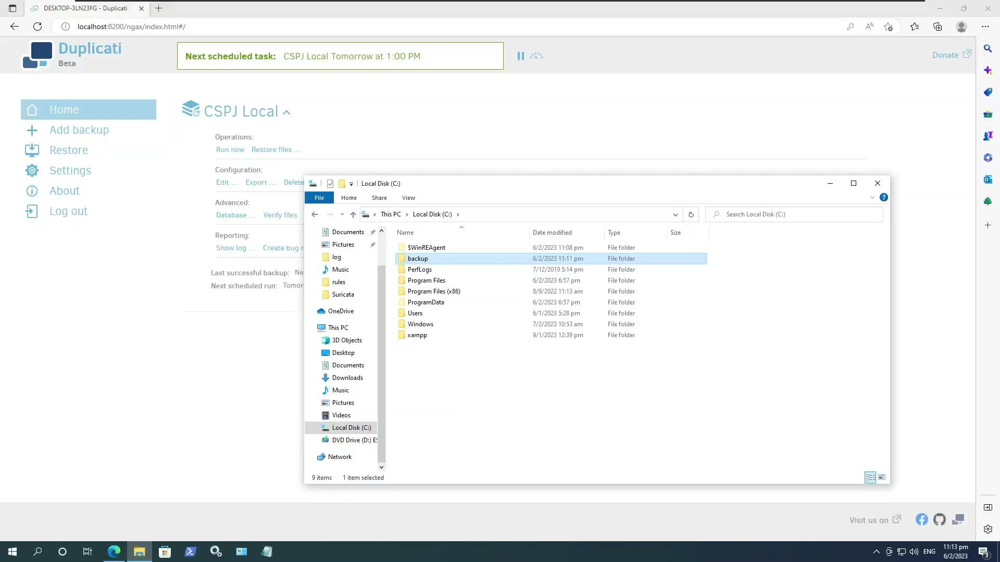 DESKTOP-3LN23FG - Duplicati
localhost:8200/ngax/index.html#/
Duplicati
Beta
Next scheduled task: CSPJ Local Tomorrow at 1:00 PM
Donate
Home
Add backup
Restore
Settings
About
Log out
CSPJ Local
Operations:
Run now Restore files ...
Configuration:
Edit ... Export ... Delete
Advanced:
Database ... Verify files
Reporting:
Show log ... Create bug r
Last successful backup: Ne
Next scheduled run: Tomor
Local Disk (C:)
File Home Share View
This PC Local Disk (C:)
Search Local Disk (C:)
Documents
Pictures
log
Music
rules
Suricata
OneDrive
This PC
3D Objects
Desktop
Documents
Downloads
Music
Pictures
Videos
Local Disk (C:)
DVD Drive (D:) E
Network
Name Date modified Type Size
$WinREAgent 6/2/2023 11:08 pm File folder
backup 6/2/2023 11:11 pm File folder
PerfLogs 7/12/2019 5:14 pm File folder
Program Files 6/2/2023 6:57 pm File folder
Program Files (x86) 8/9/2022 11:13 am File folder
ProgramData 6/2/2023 6:57 pm File folder
Users 6/1/2023 5:28 pm File folder
Windows 7/2/2023 10:53 am File folder
xampp 9/1/2023 12:39 pm File folder
9 items 1 item selected
Visit us on
ENG
11:13 pm
6/2/2023
3